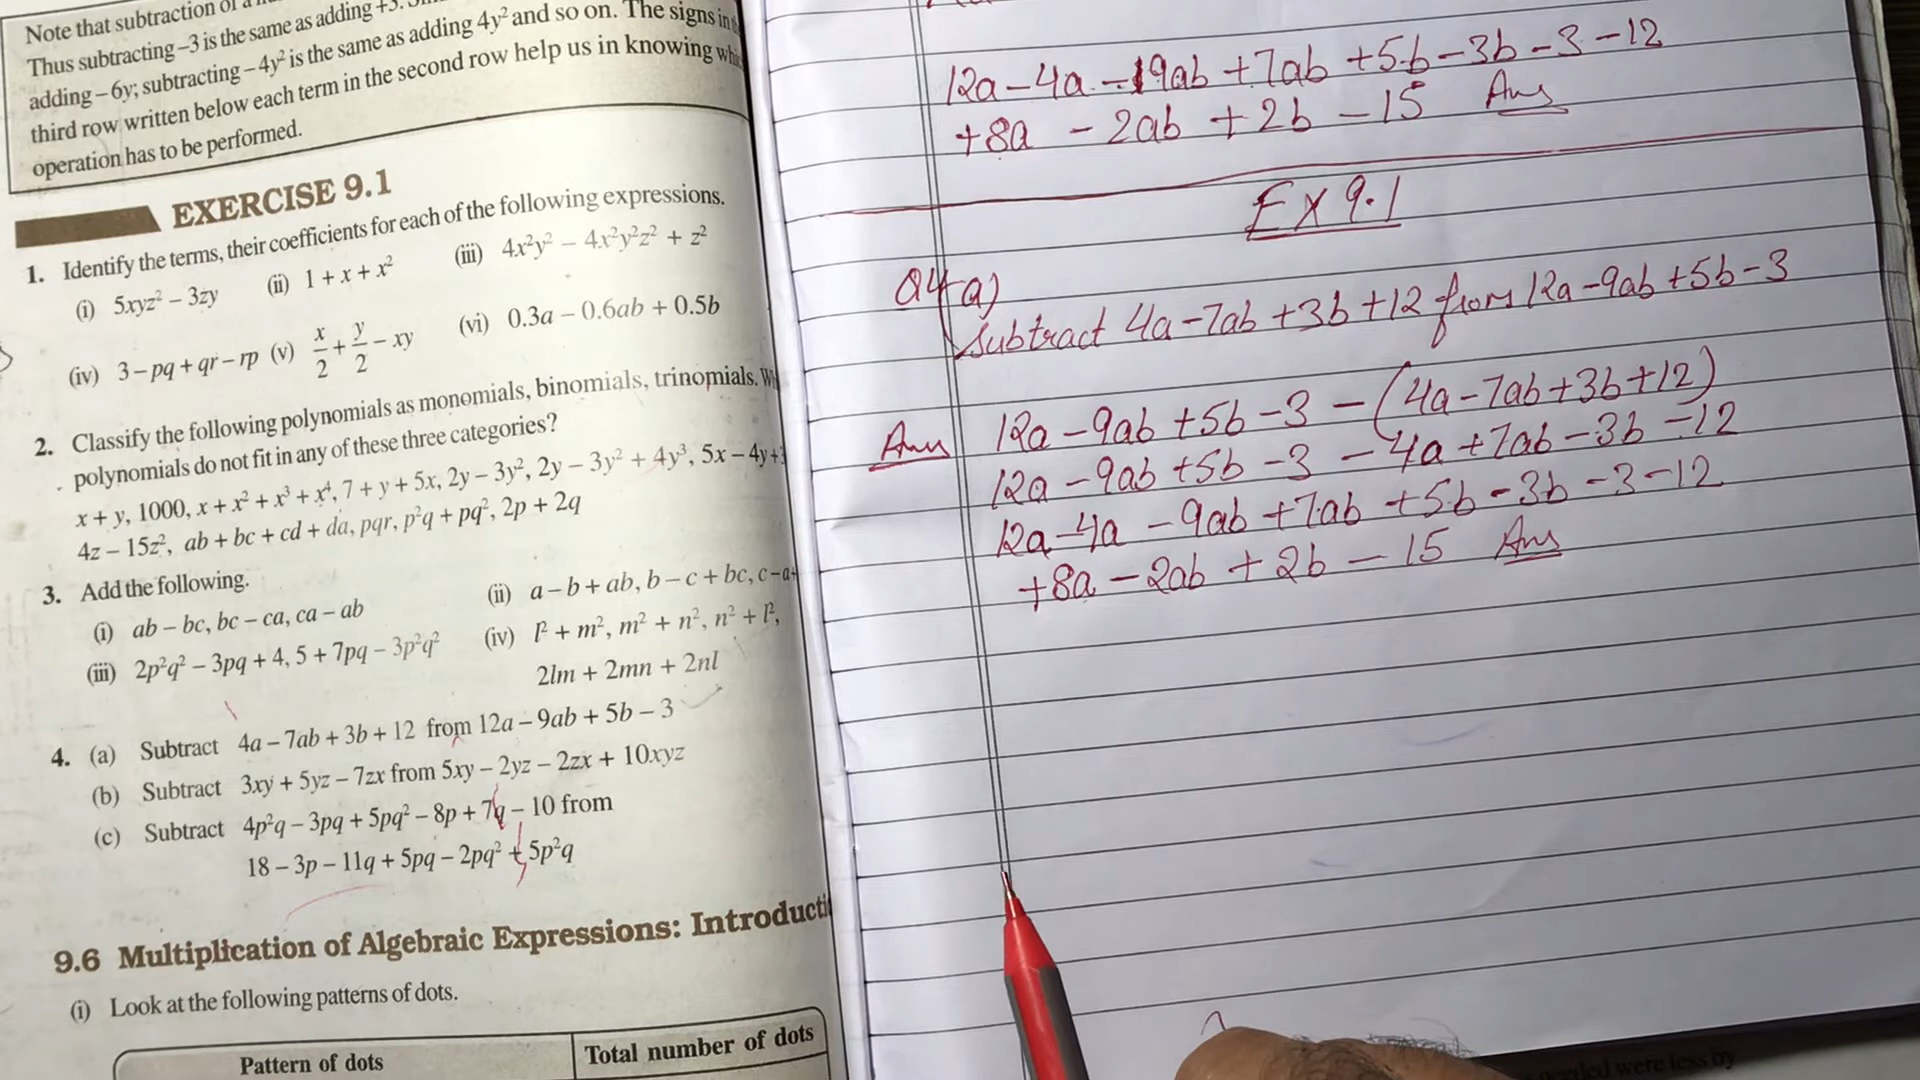 Note that subtraction of a
Thus subtracting –3 is the same as adding +3.
adding – 6y; subtracting – 4y² is the same as adding 4y² and so on. The signs in
third row written below each term in the second row help us in knowing
operation has to be performed.
EXERCISE 9.1
1. Identify the terms, their coefficients for each of the following expressions.
(i) 5xyz² – 3zy (ii) 1 + x + x² (iii) 4x²y² – 4x²y²z² + z²
(iv) 3 – pq + qr – rp (v) x/2 + y/2 – xy (vi) 0.3a – 0.6ab + 0.5b
2. Classify the following polynomials as monomials, binomials, trinomials.
polynomials do not fit in any of these three categories?
x + y, 1000, x + x² + x³ + x⁴, 7 + y + 5x, 2y – 3y², 2y – 3y² + 4y³, 5x – 4y +
4z – 15z², ab + bc + cd + da, pqr, p²q + pq², 2p + 2q
3. Add the following.
(i) ab – bc, bc – ca, ca – ab (ii) a – b + ab, b – c + bc, c – a
(iii) 2p²q² – 3pq + 4, 5 + 7pq – 3p²q² (iv) l² + m², m² + n², n² + l²,
2lm + 2mn + 2nl
4. (a) Subtract 4a – 7ab + 3b + 12 from 12a – 9ab + 5b – 3
(b) Subtract 3xy + 5yz – 7zx from 5xy – 2yz – 2zx + 10xyz
(c) Subtract 4p²q – 3pq + 5pq² – 8p + 7q – 10 from
18 – 3p – 11q + 5pq – 2pq² + 5p²q
9.6 Multiplication of Algebraic Expressions: Introducti
(i) Look at the following patterns of dots.
Pattern of dots Total number of dots
12a – 4a – 9ab + 7ab + 5b – 3b – 3 – 12
+8a – 2ab + 2b – 15 Ans
EX 9.1
Q4 a)
Subtract 4a – 7ab + 3b + 12 from 12a – 9ab + 5b – 3
Ans 12a – 9ab + 5b – 3 – (4a – 7ab + 3b + 12)
12a – 9ab + 5b – 3 – 4a + 7ab – 3b – 12
12a – 4a – 9ab + 7ab + 5b – 3b – 3 – 12
+8a – 2ab + 2b – 15 Ans
needed were less by